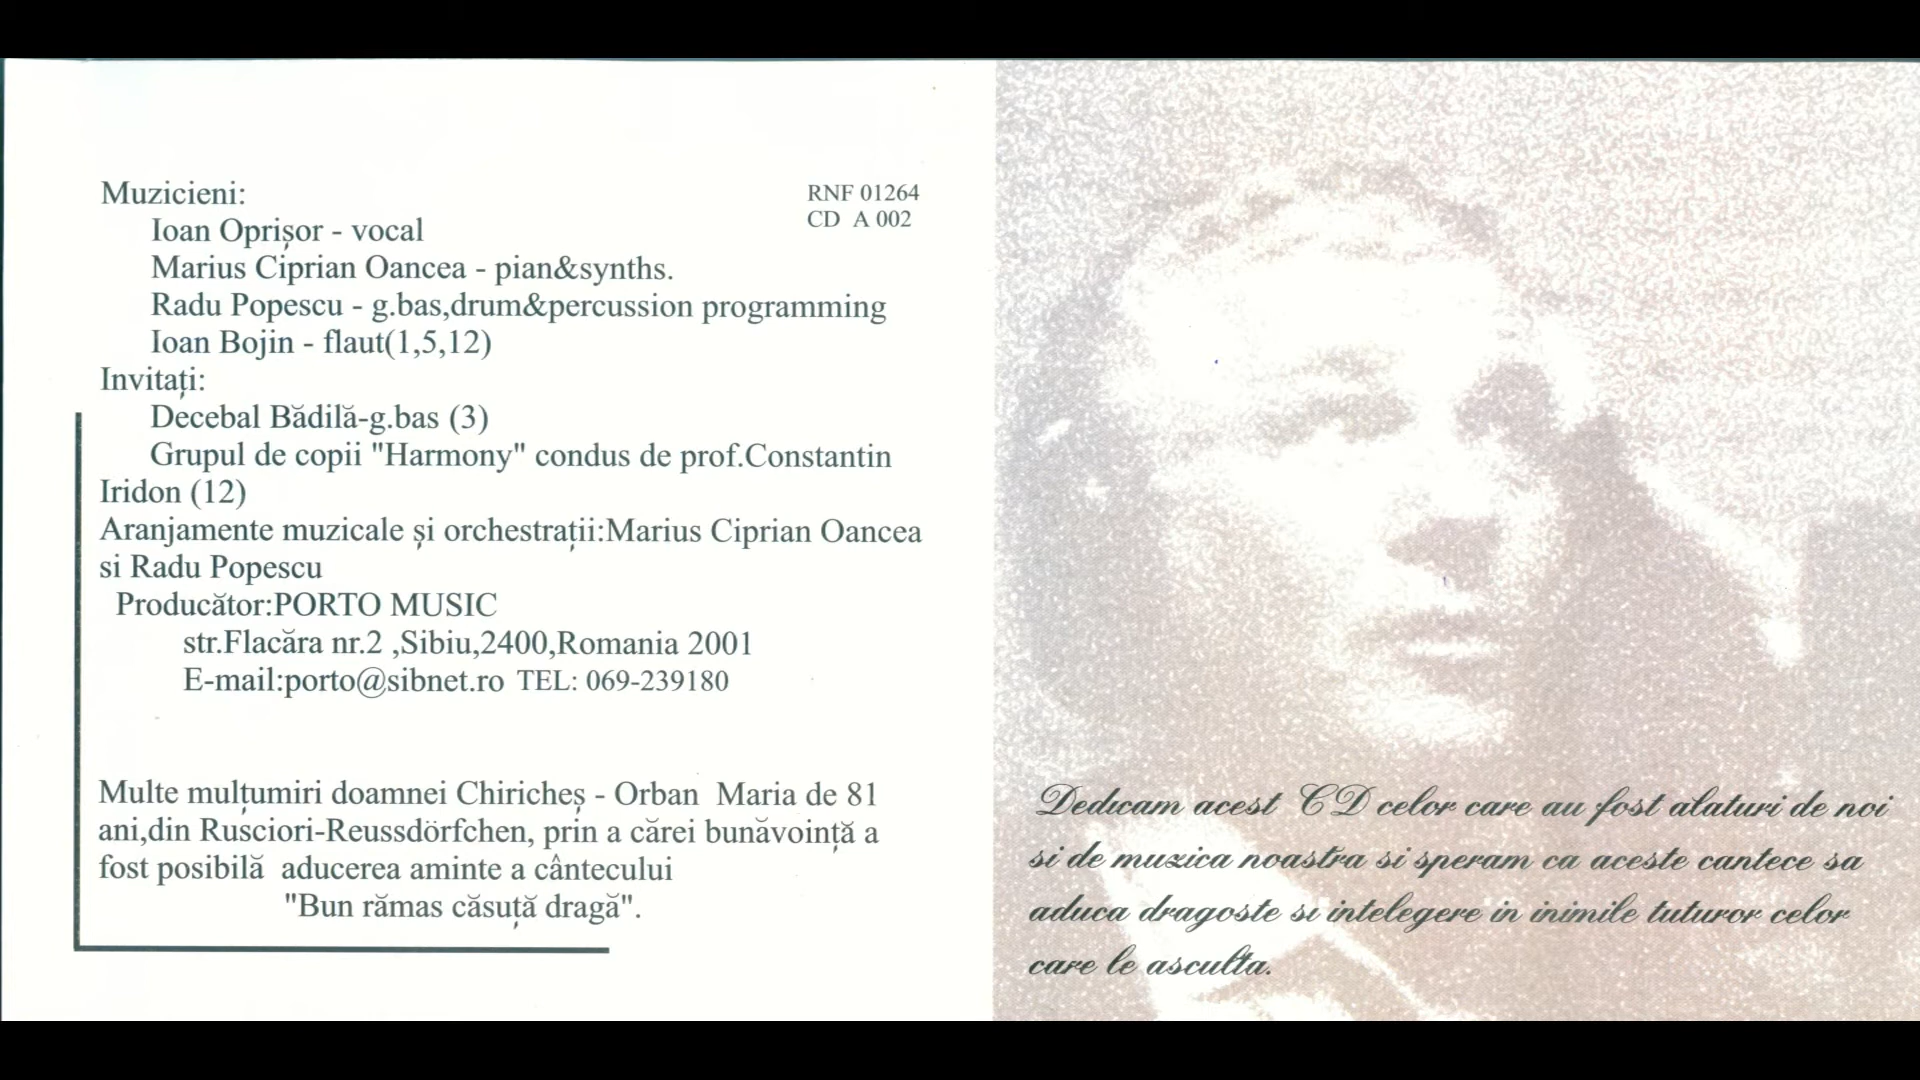 Muzicieni:
RNF 01264
CD A 002
Ioan Oprișor - vocal
Marius Ciprian Oancea - pian&synths.
Radu Popescu - g.bas,drum&percussion programming
Ioan Bojin - flaut(1,5,12)
Invitați:
Decebal Bădilă-g.bas (3)
Grupul de copii "Harmony" condus de prof.Constantin
Iridon (12)
Aranjamente muzicale și orchestrații:Marius Ciprian Oancea
si Radu Popescu
Producător:PORTO MUSIC
str.Flacăra nr.2 ,Sibiu,2400,Romania 2001
E-mail:porto@sibnet.ro TEL: 069-239180
Multe mulțumiri doamnei Chiricheș - Orban Maria de 81
ani,din Rusciori-Reussdörfchen, prin a cărei bunăvoință a
fost posibilă aducerea aminte a cântecului
"Bun rămas căsuță dragă".
Dedicam acest CD celor care au fost alaturi de noi
si de muzica noastra si speram ca aceste cantece sa
aduca dragoste si intelegere in inimile tuturor celor
care le asculta.